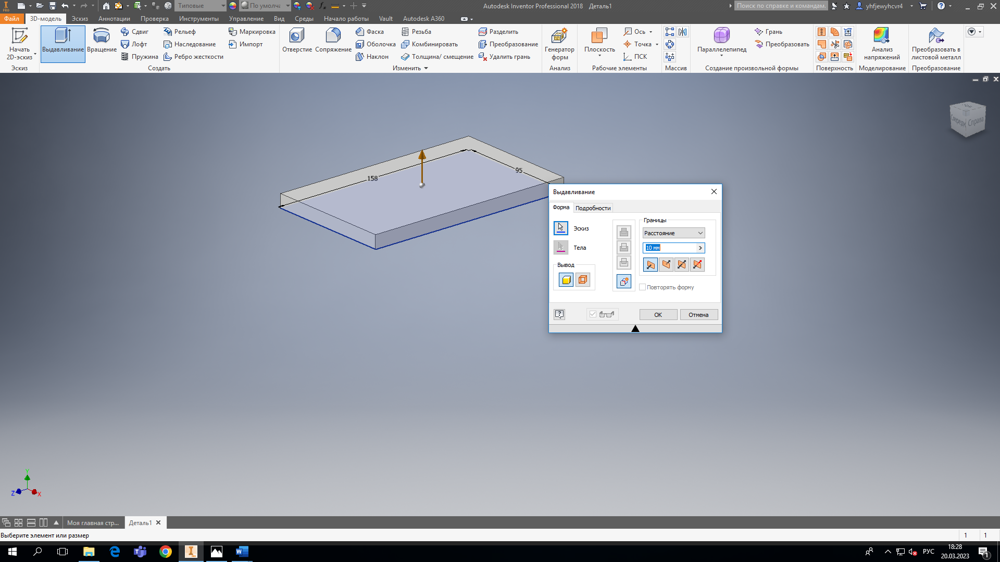 Типовые
По умолча
Autodesk Inventor Professional 2018 Деталь1
Поиск по справке и командам.
yhfjewyhcvr4
Файл 3D-модель Эскиз Аннотации Проверка Инструменты Управление Вид Среды Начало работы Vault Autodesk A360
Начать 2D-эскиз
Выдавливание
Вращение
Сдвиг
Лофт
Пружина
Рельеф
Наследование
Ребро жесткости
Маркировка
Импорт
Отверстие
Сопряжение
Фаска
Оболочка
Наклон
Резьба
Комбинировать
Толщина/ смещение
Разделить
Преобразование
Удалить грань
Генератор форм
Плоскость
Ось
Точка
ПСК
Параллелепипед
Грань
Преобразовать
Анализ напряжений
Преобразовать в листовой металл
Эскиз
Создать
Изменить
Анализ
Рабочие элементы
Массив
Создание произвольной формы
Поверхность
Моделирование
Преобразование
Спереди
Справа
158
95
Выдавливание
Форма
Подробности
Эскиз
Тела
Вывод
Границы
Расстояние
10 мм
Повторять форму
OK
Отмена
Y
Z
X
Моя главная стр...
Деталь1
Выберите элемент или размер
1 1
РУС
18:28
20.03.2023
1